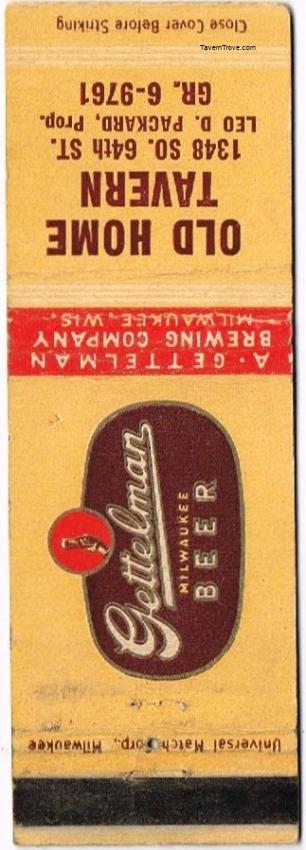 Close Cover Before Striking
TavernTrove.com
OLD HOME
TAVERN
1348 SO. 64th ST.
LEO D. PACKARD, Prop.
GR. 6-9761
A. GETTELMAN
BREWING COMPANY
MILWAUKEE, WIS.
Gettelman
MILWAUKEE
BEER
Universal Match Corp., Milwaukee